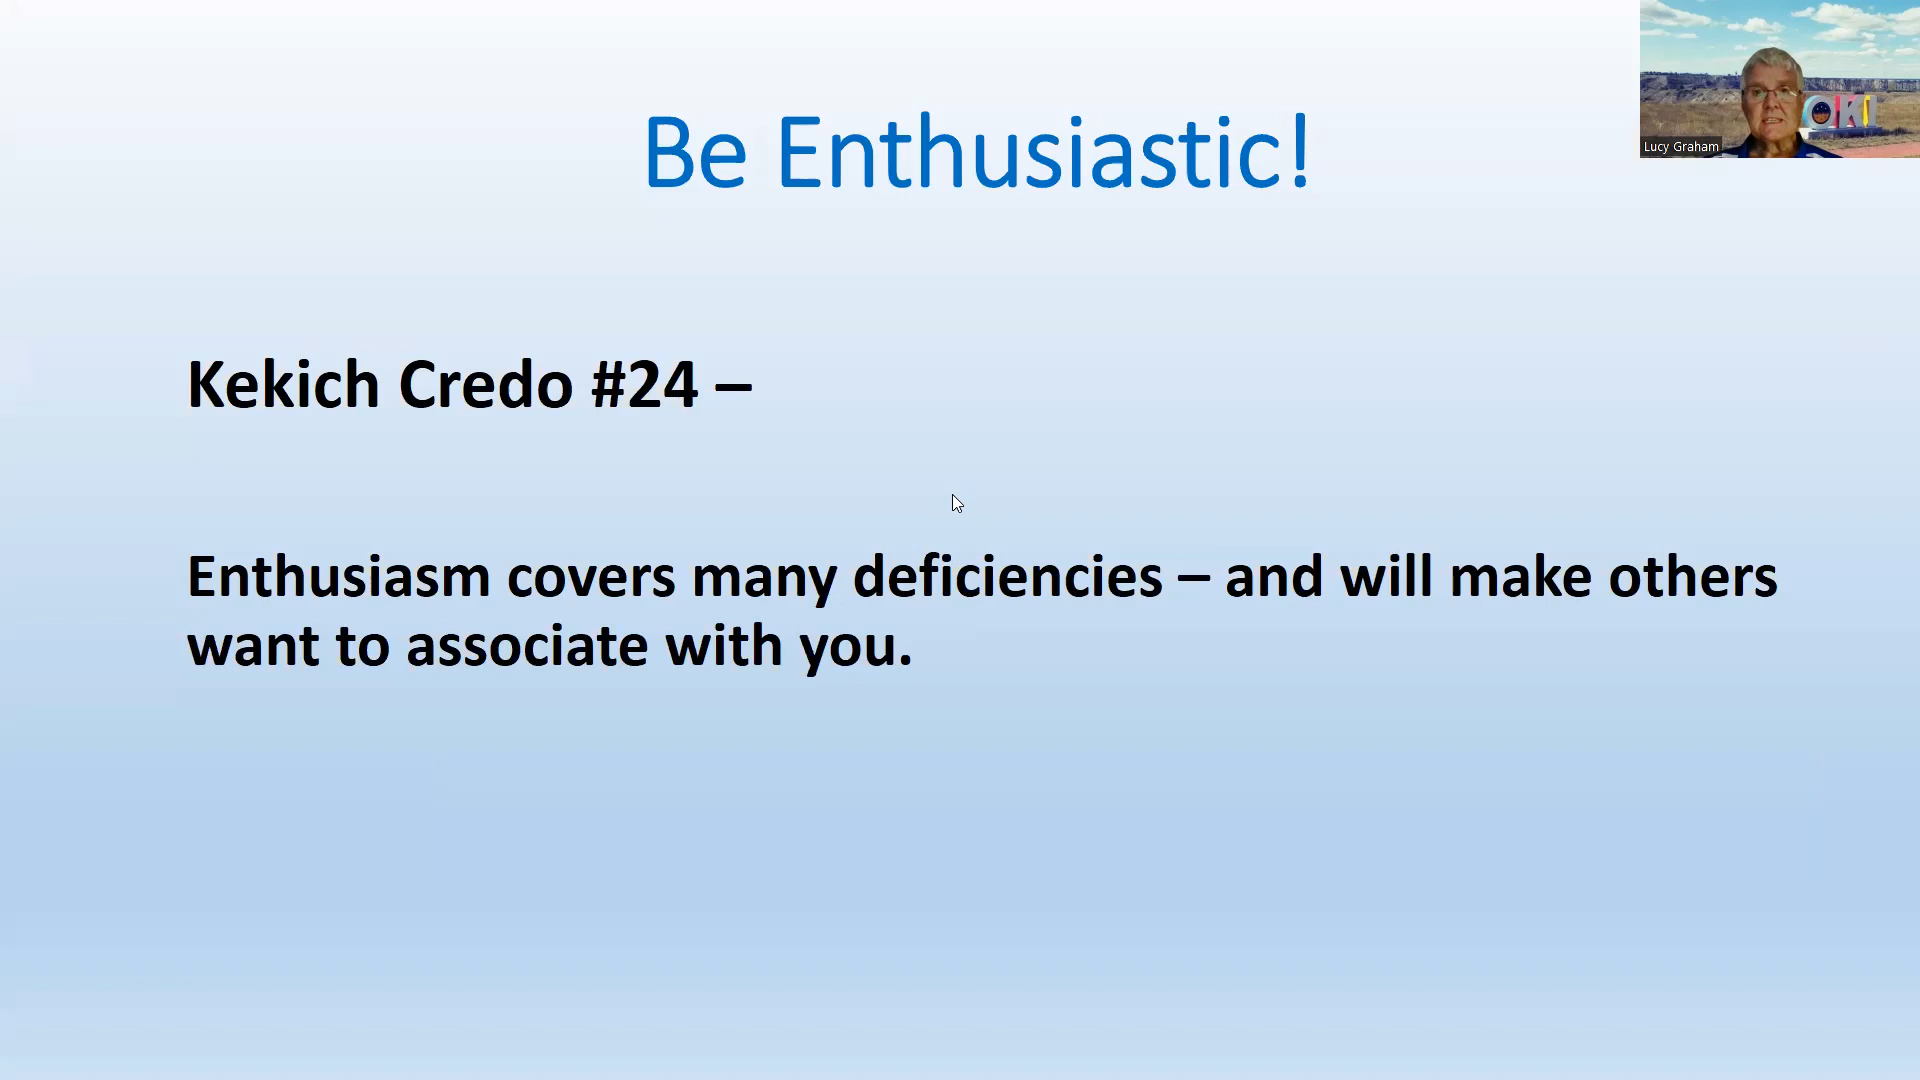 Be Enthusiastic!
Lucy Graham
Kekich Credo #24 –
Enthusiasm covers many deficiencies – and will make others
want to associate with you.